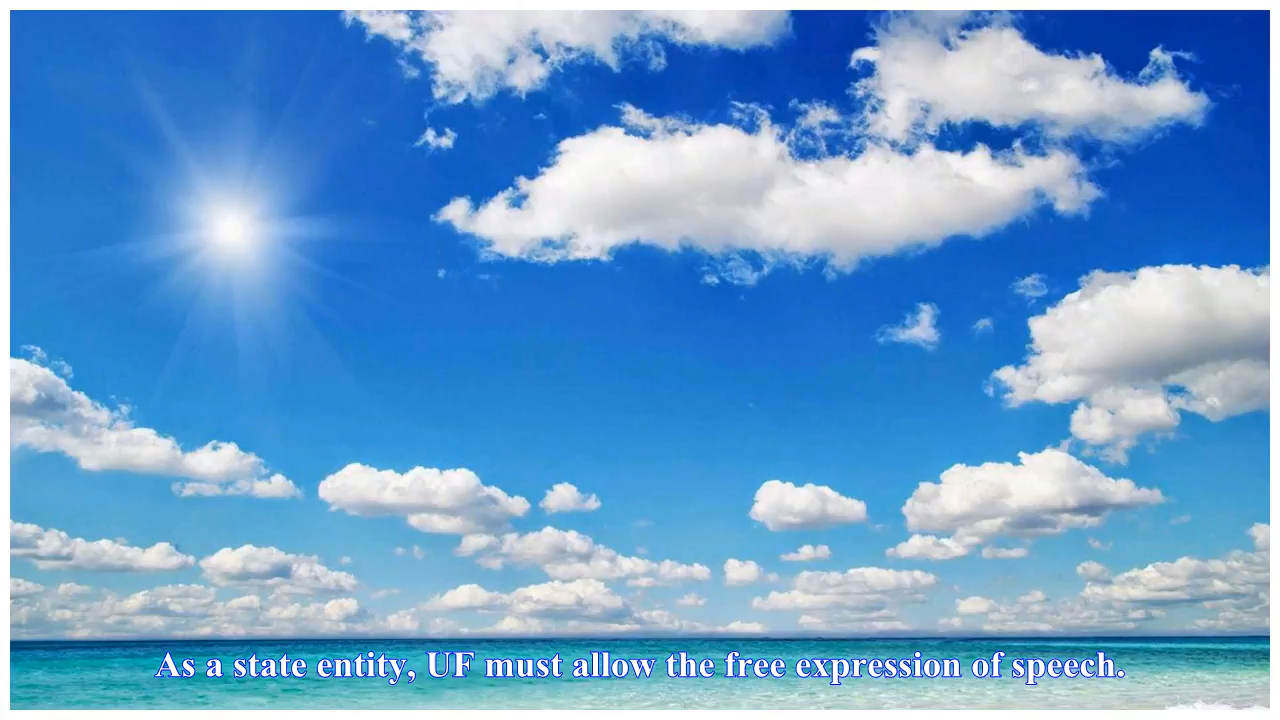 As a state entity, UF must allow the free expression of speech.